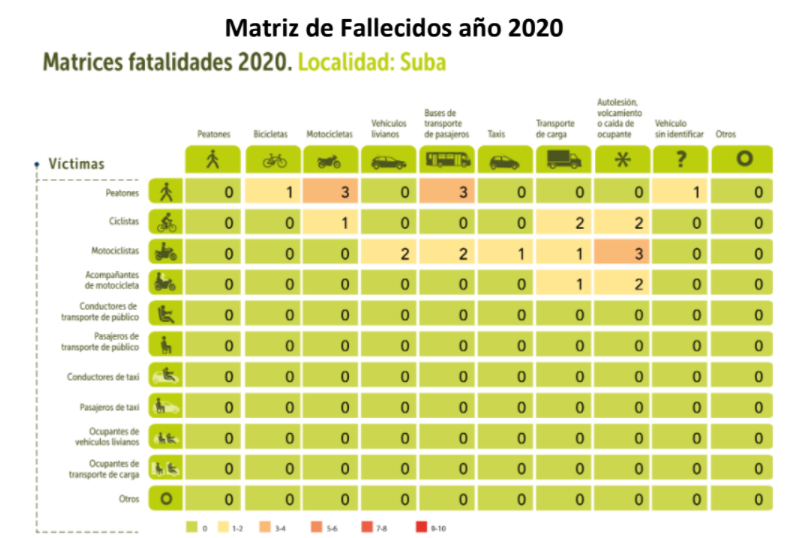 Matriz de Fallecidos año 2020
Matrices fatalidades 2020. Localidad: Suba
Peatones
Bicicletas
Motocicletas
Vehículos
livianos
Buses de
transporte
de pasajeros
Taxis
Transporte
de carga
Autolesión,
volcamiento
o caída de
ocupante
Vehículo
sin identificar
Otros
Víctimas
?
Peatones 0 1 3 0 3 0 0 0 1 0
Ciclistas 0 0 1 0 0 0 2 2 0 0
Motociclistas 0 0 0 2 2 1 1 3 0 0
Acompañantes
de motocicleta 0 0 0 0 0 0 1 2 0 0
Conductores de
transporte de público 0 0 0 0 0 0 0 0 0 0
Pasajeros de
transporte de público 0 0 0 0 0 0 0 0 0 0
Conductores de taxi 0 0 0 0 0 0 0 0 0 0
Pasajeros de taxi 0 0 0 0 0 0 0 0 0 0
Ocupantes de
vehículos livianos 0 0 0 0 0 0 0 0 0 0
Ocupantes de
transporte de carga 0 0 0 0 0 0 0 0 0 0
Otros 0 0 0 0 0 0 0 0 0 0
0 1-2 3-4 5-6 7-8 9-10